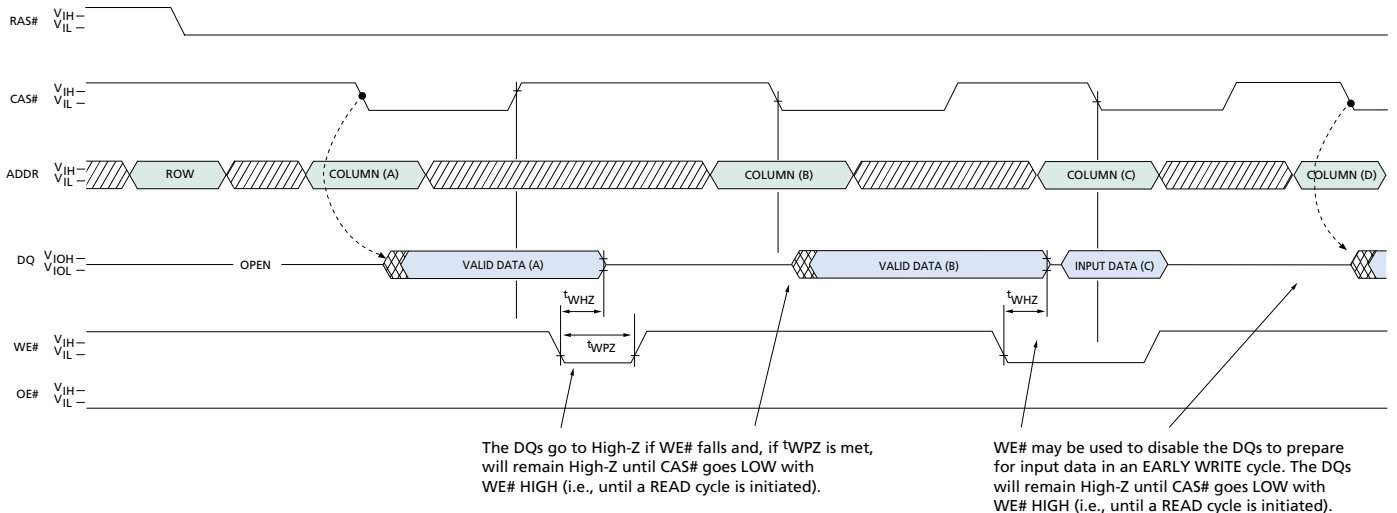 RAS# VIH VIL
CAS# VIH VIL
ADDR VIH VIL ROW COLUMN (A) COLUMN (B) COLUMN (C) COLUMN (D)
DQ VIOH VIOL OPEN VALID DATA (A) VALID DATA (B) INPUT DATA (C)
tWHZ tWHZ
WE# VIH VIL tWPZ
OE# VIH VIL
The DQs go to High-Z if WE# falls and, if tWPZ is met,
will remain High-Z until CAS# goes LOW with
WE# HIGH (i.e., until a READ cycle is initiated).
WE# may be used to disable the DQs to prepare
for input data in an EARLY WRITE cycle. The DQs
will remain High-Z until CAS# goes LOW with
WE# HIGH (i.e., until a READ cycle is initiated).